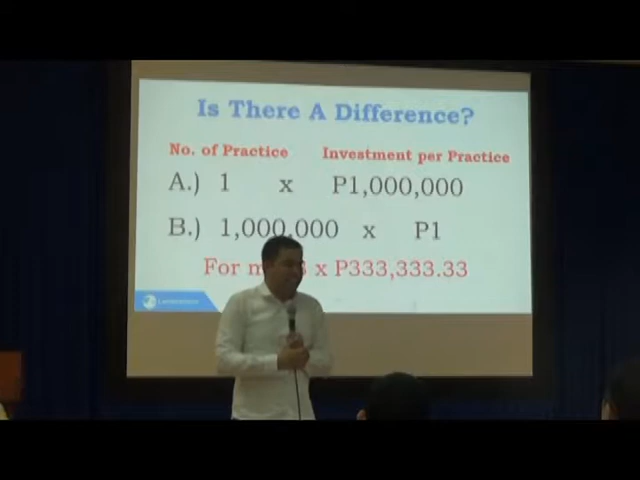 Is There A Difference?
No. of Practice Investment per Practice
A.) 1 x P1,000,000
B.) 1,000,000 x P1
For x P333,333.33